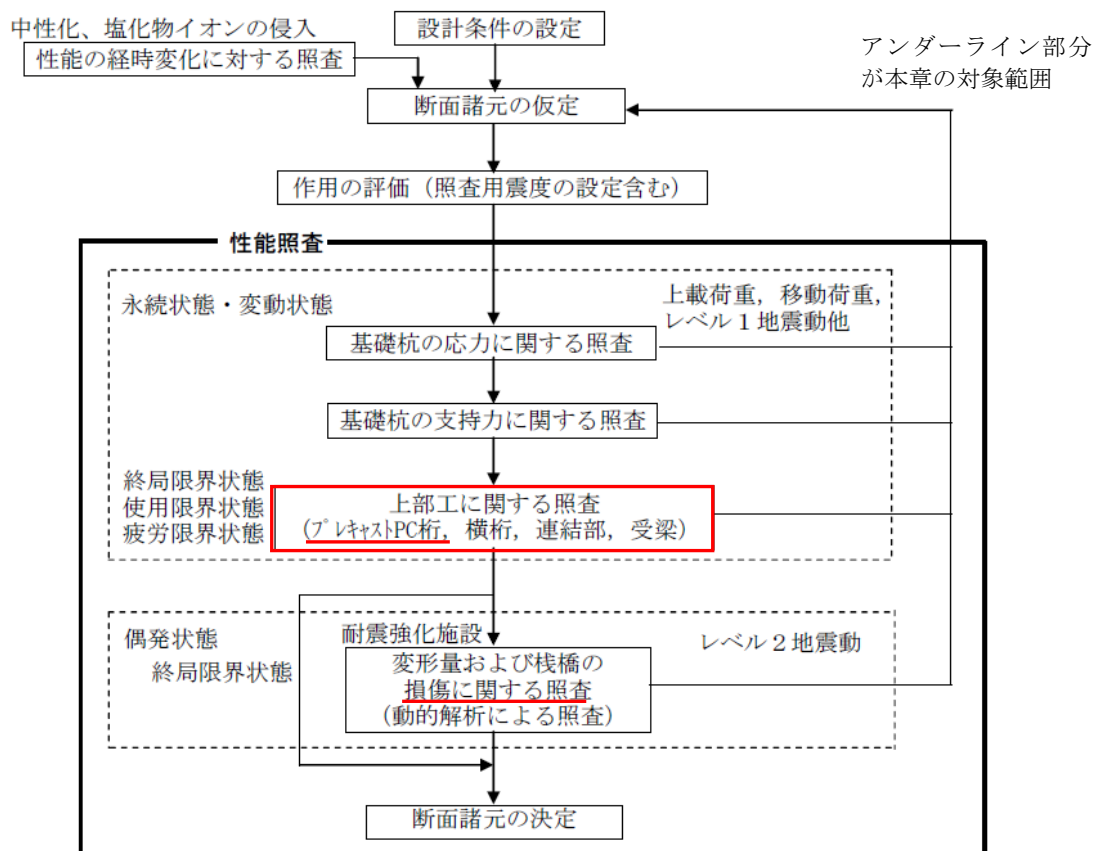 中性化、塩化物イオンの侵入
設計条件の設定
アンダーライン部分
が本章の対象範囲
性能の経時変化に対する照査
断面諸元の仮定
作用の評価（照査用震度の設定含む）
性能照査
永続状態・変動状態
上載荷重，移動荷重，
レベル１地震動他
基礎杭の応力に関する照査
基礎杭の支持力に関する照査
終局限界状態
使用限界状態
疲労限界状態
上部工に関する照査
（ﾌﾟﾚｷｬｽﾄPC桁，横桁，連結部，受梁）
偶発状態
終局限界状態
耐震強化施設
レベル２地震動
変形量および桟橋の
損傷に関する照査
（動的解析による照査）
断面諸元の決定